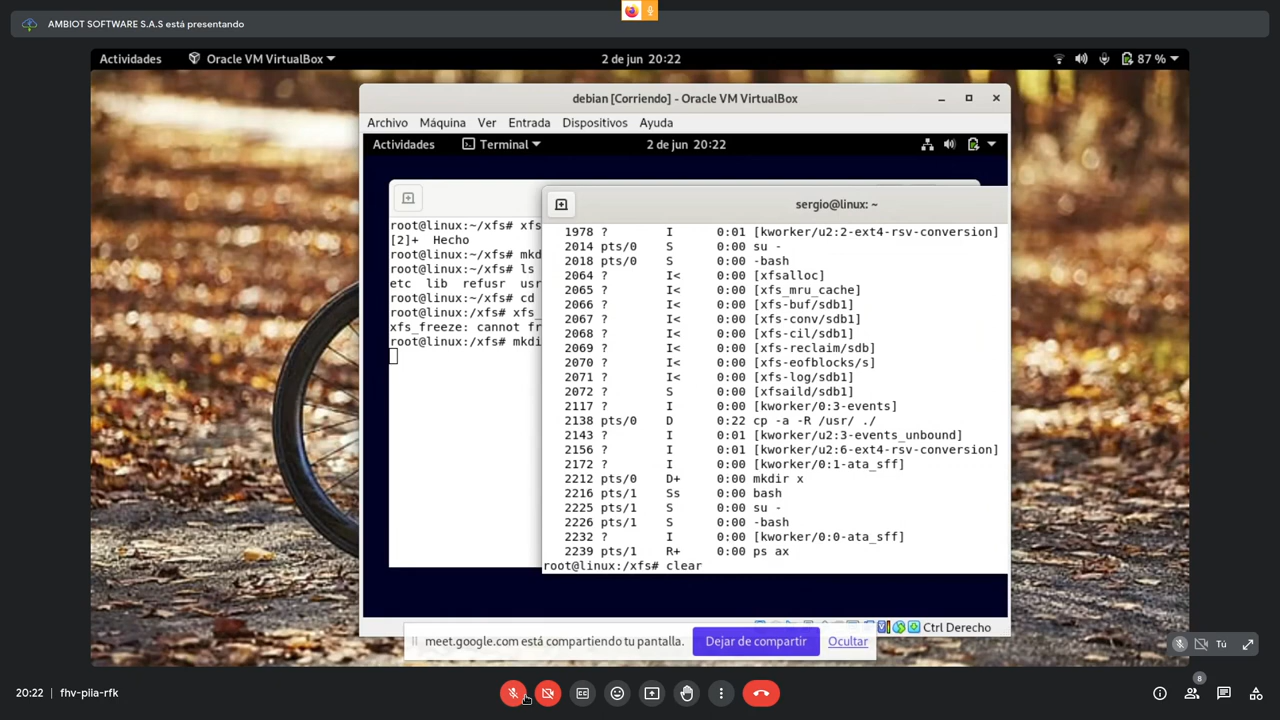 AMBIOT SOFTWARE S.A.S está presentando
Actividades
Oracle VM VirtualBox
2 de jun 20:22
87 %
debian [Corriendo] - Oracle VM VirtualBox
Archivo Máquina Ver Entrada Dispositivos Ayuda
Actividades
Terminal
2 de jun 20:22
root@linux:~/xfs# xfs
[2]+ Hecho
root@linux:~/xfs# mkd
root@linux:~/xfs# ls
etc lib refusr usr
root@linux:~/xfs# cd
root@linux:/xfs# xfs_
xfs_freeze: cannot fr
root@linux:/xfs# mkdi
sergio@linux: ~
1978 ? I 0:01 [kworker/u2:2-ext4-rsv-conversion]
2014 pts/0 S 0:00 su -
2018 pts/0 S 0:00 -bash
2064 ? I< 0:00 [xfsalloc]
2065 ? I< 0:00 [xfs_mru_cache]
2066 ? I< 0:00 [xfs-buf/sdb1]
2067 ? I< 0:00 [xfs-conv/sdb1]
2068 ? I< 0:00 [xfs-cil/sdb1]
2069 ? I< 0:00 [xfs-reclaim/sdb]
2070 ? I< 0:00 [xfs-eofblocks/s]
2071 ? I< 0:00 [xfs-log/sdb1]
2072 ? S 0:00 [xfsaild/sdb1]
2117 ? I 0:00 [kworker/0:3-events]
2138 pts/0 D 0:22 cp -a -R /usr/ ./
2143 ? I 0:01 [kworker/u2:3-events_unbound]
2156 ? I 0:01 [kworker/u2:6-ext4-rsv-conversion]
2172 ? I 0:00 [kworker/0:1-ata_sff]
2212 pts/0 D+ 0:00 mkdir x
2216 pts/1 Ss 0:00 bash
2225 pts/1 S 0:00 su -
2226 pts/1 S 0:00 -bash
2232 ? I 0:00 [kworker/0:0-ata_sff]
2239 pts/1 R+ 0:00 ps ax
root@linux:/xfs# clear
Ctrl Derecho
meet.google.com está compartiendo tu pantalla.
Dejar de compartir
Ocultar
Tú
20:22 | fhv-piia-rfk
8